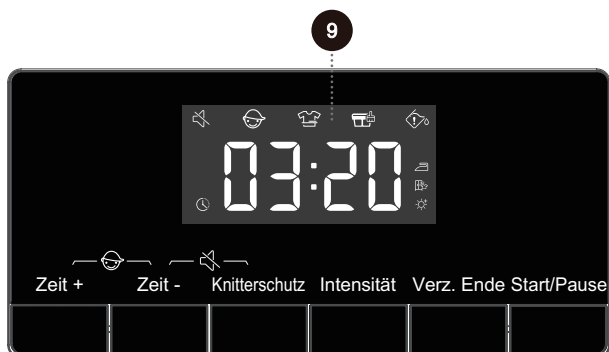 9
03:20
Zeit + Zeit - Knitterschutz Intensität Verz. Ende Start/Pause